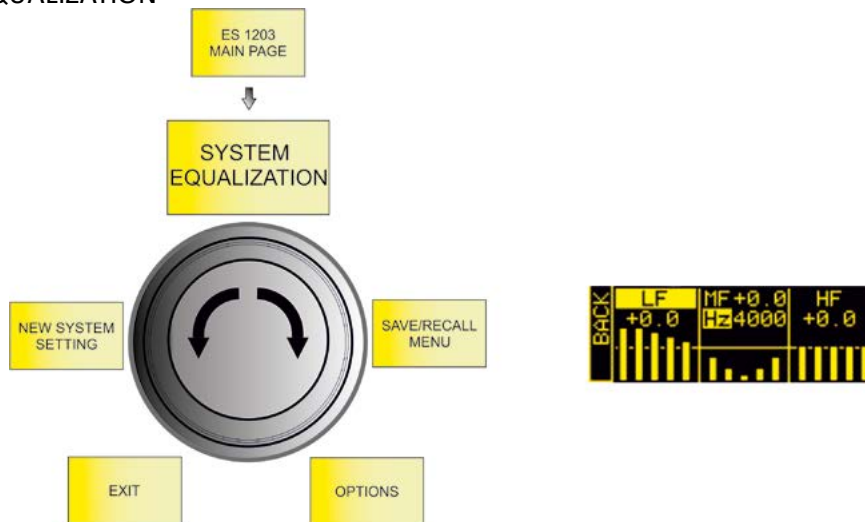 ES 1203
MAIN PAGE
SYSTEM
EQUALIZATION
NEW SYSTEM
SETTING
SAVE/RECALL
MENU
EXIT
OPTIONS
BACK
LF
+0.0
MF+0.0
Hz4000
HF
+0.0